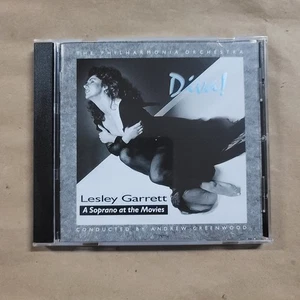 THE PHILHARMONIA ORCHESTRA
Diva!
Lesley Garrett
A Soprano at the Movies
CONDUCTED BY ANDREW GREENWOOD